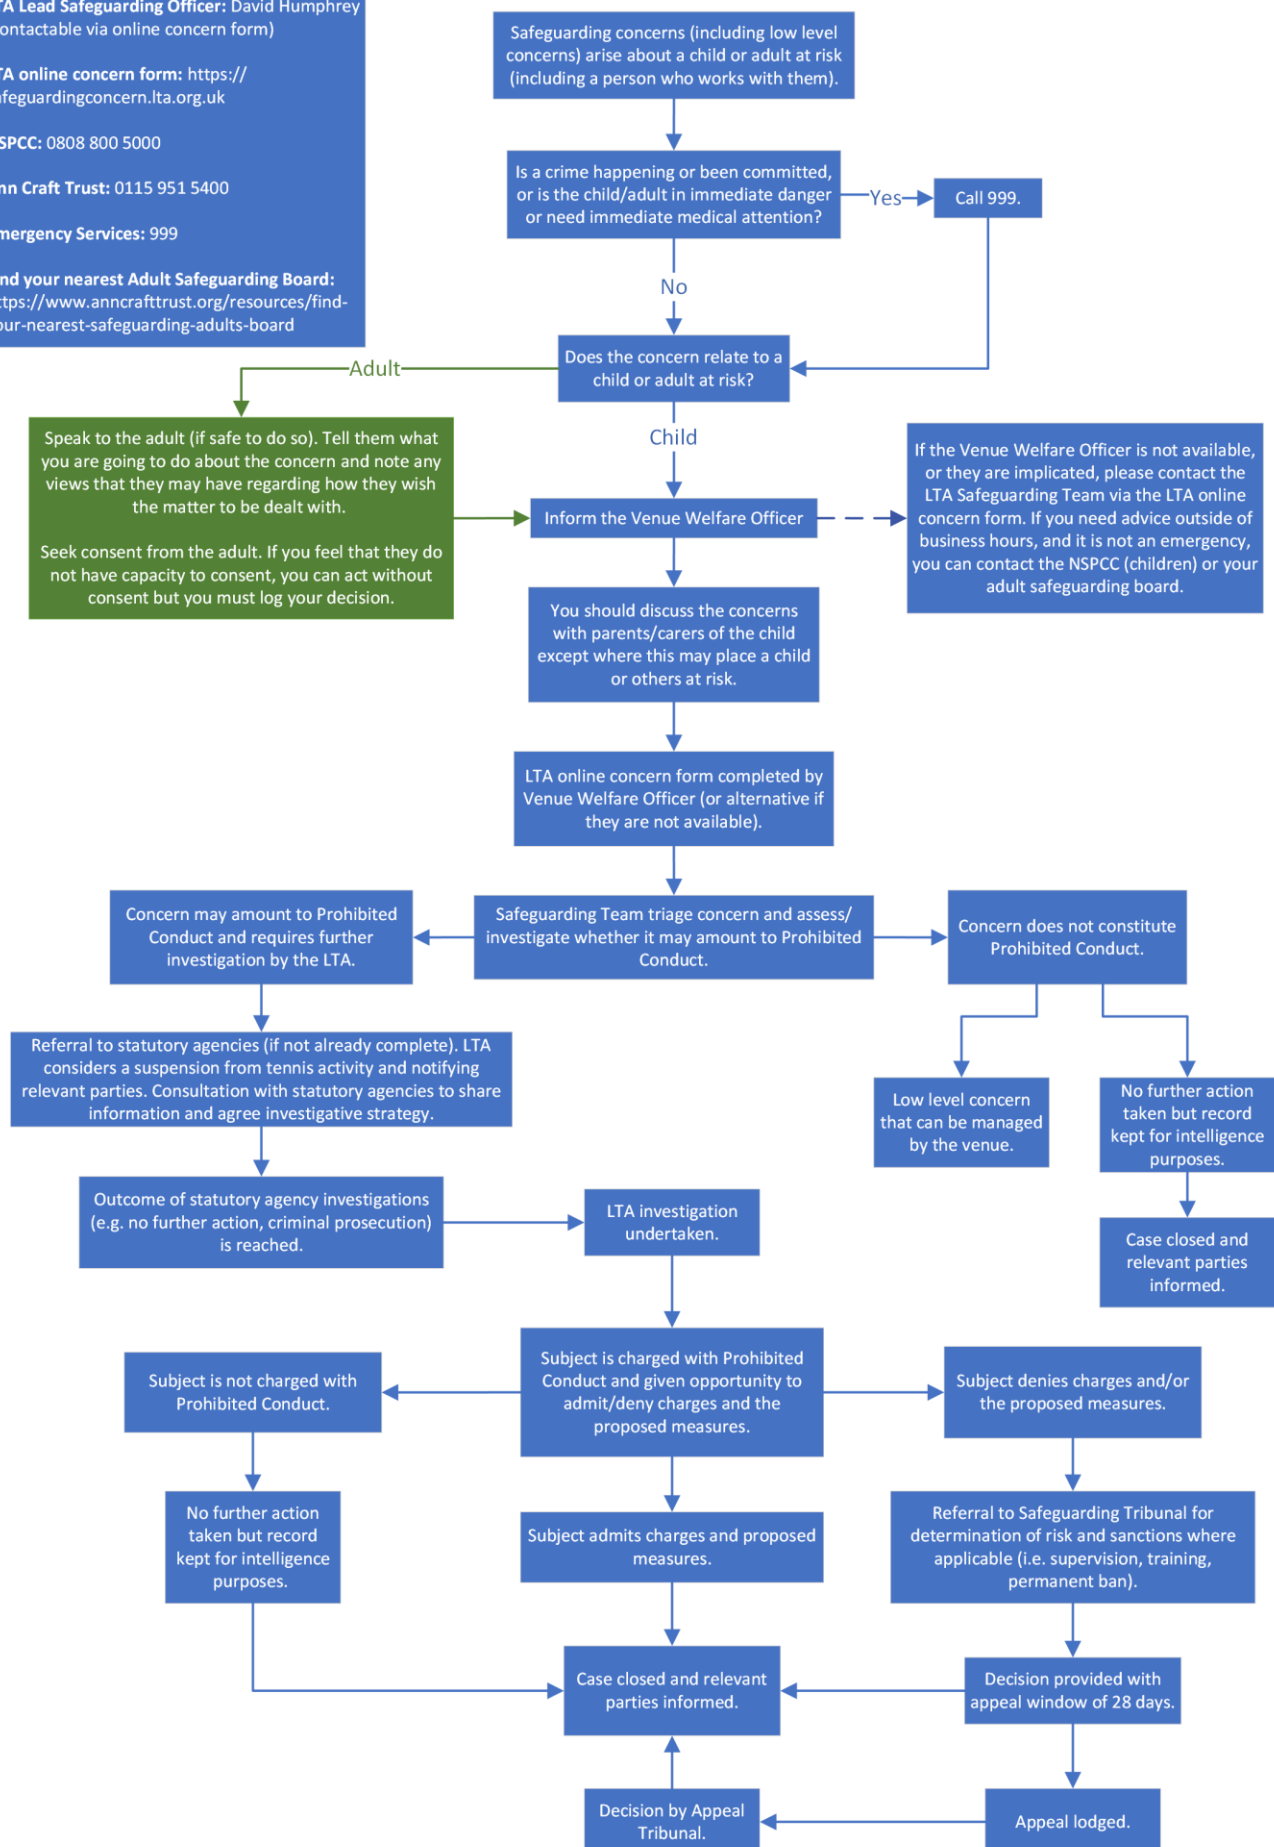 TA Lead Safeguarding Officer: David Humphrey
ontactable via online concern form)
TA online concern form: https://
afeguardingconcern.lta.org.uk
SPCC: 0808 800 5000
nn Craft Trust: 0115 951 5400
mergency Services: 999
nd your nearest Adult Safeguarding Board:
ttps://www.anncrafttrust.org/resources/find-
our-nearest-safeguarding-adults-board
Safeguarding concerns (including low level
concerns) arise about a child or adult at risk
(including a person who works with them).
Is a crime happening or been committed,
or is the child/adult in immediate danger
or need immediate medical attention?
Yes
Call 999.
No
Does the concern relate to a
child or adult at risk?
Adult
Child
Speak to the adult (if safe to do so). Tell them what
you are going to do about the concern and note any
views that they may have regarding how they wish
the matter to be dealt with.
Seek consent from the adult. If you feel that they do
not have capacity to consent, you can act without
consent but you must log your decision.
Inform the Venue Welfare Officer
If the Venue Welfare Officer is not available,
or they are implicated, please contact the
LTA Safeguarding Team via the LTA online
concern form. If you need advice outside of
business hours, and it is not an emergency,
you can contact the NSPCC (children) or your
adult safeguarding board.
You should discuss the concerns
with parents/carers of the child
except where this may place a child
or others at risk.
LTA online concern form completed by
Venue Welfare Officer (or alternative if
they are not available).
Safeguarding Team triage concern and assess/
investigate whether it may amount to Prohibited
Conduct.
Concern may amount to Prohibited
Conduct and requires further
investigation by the LTA.
Concern does not constitute
Prohibited Conduct.
Referral to statutory agencies (if not already complete). LTA
considers a suspension from tennis activity and notifying
relevant parties. Consultation with statutory agencies to share
information and agree investigative strategy.
Low level concern
that can be managed
by the venue.
No further action
taken but record
kept for intelligence
purposes.
Outcome of statutory agency investigations
(e.g. no further action, criminal prosecution)
is reached.
LTA investigation
undertaken.
Case closed and
relevant parties
informed.
Subject is not charged with
Prohibited Conduct.
Subject is charged with Prohibited
Conduct and given opportunity to
admit/deny charges and the
proposed measures.
Subject denies charges and/or
the proposed measures.
No further action
taken but record
kept for intelligence
purposes.
Subject admits charges and proposed
measures.
Referral to Safeguarding Tribunal for
determination of risk and sanctions where
applicable (i.e. supervision, training,
permanent ban).
Case closed and relevant
parties informed.
Decision provided with
appeal window of 28 days.
Decision by Appeal
Tribunal.
Appeal lodged.